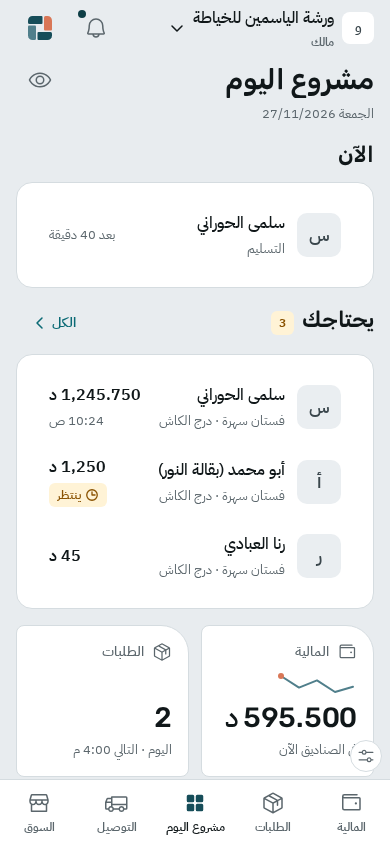 و
ورشة الياسمين للخياطة
مالك
مشروع اليوم
الجمعة 27/11/2026
الآن
س
سلمى الحوراني
التسليم
بعد 40 دقيقة
يحتاجك 3
الكل
س
سلمى الحوراني
فستان سهرة · درج الكاش
1,245.750 د
10:24 ص
أ
أبو محمد (بقالة النور)
فستان سهرة · درج الكاش
1,250 د
ينتظر
ر
رنا العبادي
فستان سهرة · درج الكاش
45 د
المالية
595.500 د
الصناديق الآن
الطلبات
2
اليوم · التالي 4:00 م
المالية
الطلبات
مشروع اليوم
التوصيل
السوق